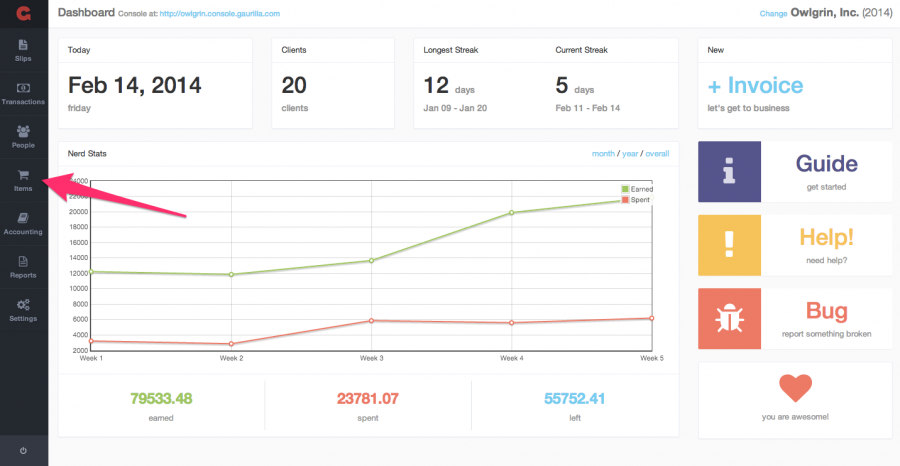 Dashboard Console at: http://owlgrin.console.gaurilla.com
Change Owlgrin, Inc. (2014)
Slips
Transactions
People
Items
Accounting
Reports
Settings
Today
Feb 14, 2014
friday
Clients
20
clients
Longest Streak
12 days
Jan 09 - Jan 20
Current Streak
5 days
Feb 11 - Feb 14
New
+ Invoice
let's get to business
Nerd Stats
month / year / overall
24000
22000
20000
18000
16000
14000
12000
10000
8000
6000
4000
2000
Earned
Spent
Week 1 Week 2 Week 3 Week 4 Week 5
79533.48
earned
23781.07
spent
55752.41
left
Guide
get started
Help!
need help?
Bug
report something broken
you are awesome!